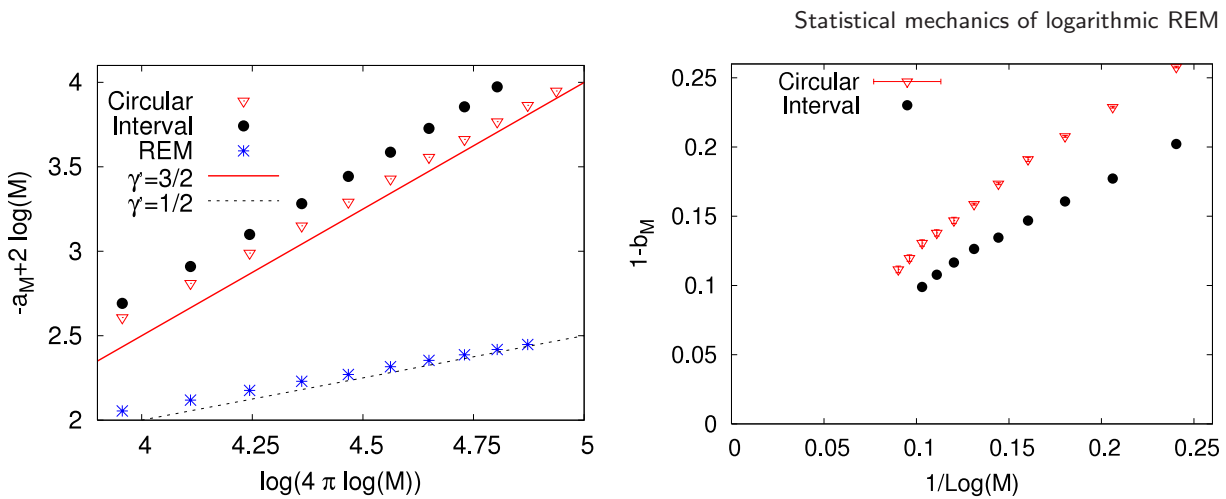 Statistical mechanics of logarithmic REM
-a_M+2 log(M)
4
3.5
3
2.5
2
Circular
Interval
REM
γ'=3/2
γ'=1/2
4
4.25
4.5
4.75
5
log(4 π log(M))
1-b_M
0.25
0.2
0.15
0.1
0.05
0
Circular
Interval
0
0.05
0.1
0.15
0.2
0.25
1/Log(M)